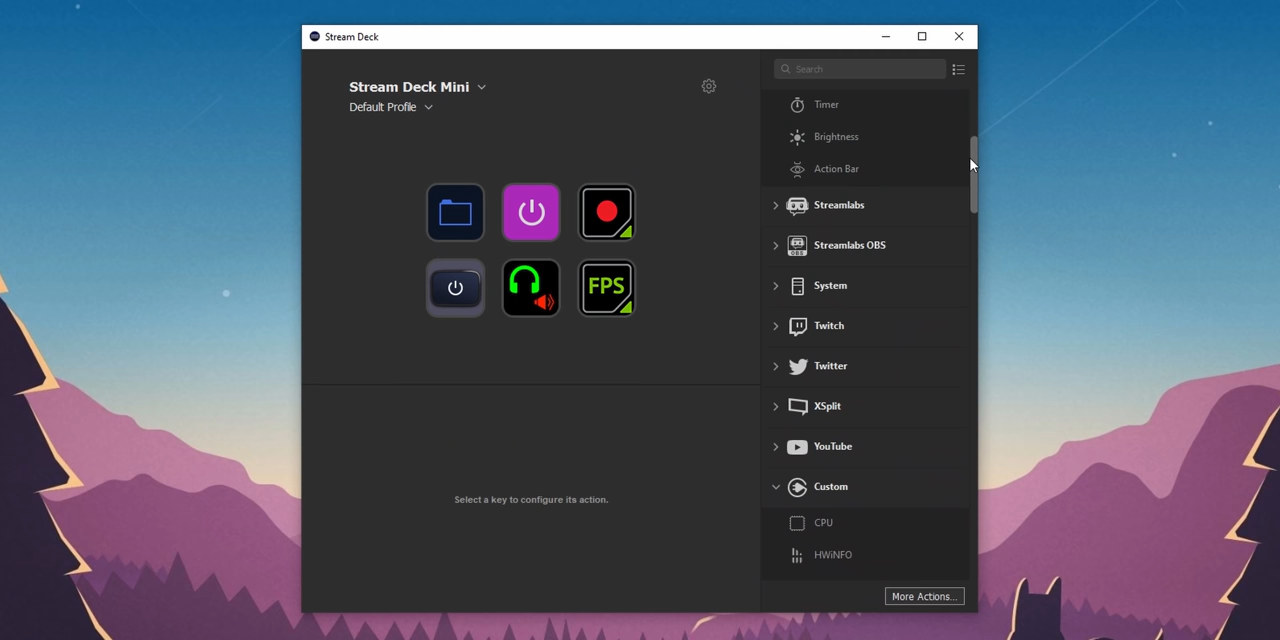 Stream Deck
Stream Deck Mini
Default Profile
FPS
Select a key to configure its action.
Search
Timer
Brightness
Action Bar
Streamlabs
OBS
Streamlabs OBS
System
Twitch
Twitter
XSplit
YouTube
Custom
CPU
HWiNFO
More Actions...